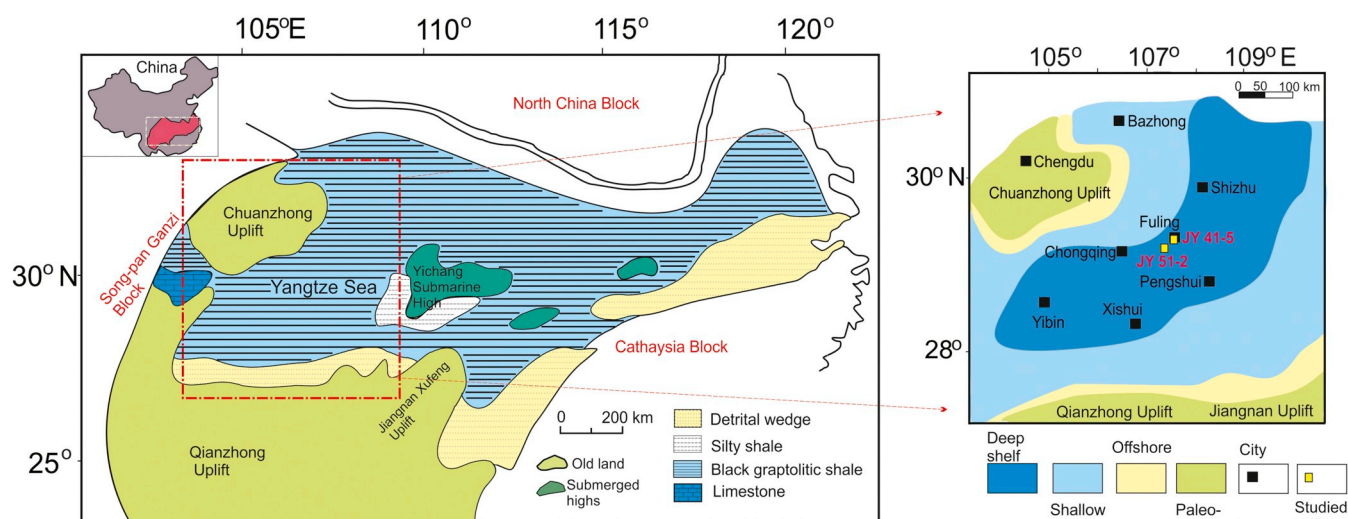 105°E
110°
115°
120°
China
North China Block
Chuanzhong
Uplift
Song-pan Ganzi
Block
30° N
Yangtze Sea
Yichang
Submarine
High
Cathaysia Block
Jiangnan Xufeng
Uplift
Qianzhong
Uplift
25°
0 200 km
Old land
Submerged
highs
Detrital wedge
Silty shale
Black graptolitic shale
Limestone
105°
107°
109° E
0 50 100 km
Bazhong
Chengdu
30°N
Chuanzhong Uplift
Shizhu
Fuling
JY 41-5
Chongqing
JY 51-2
Pengshui
Yibin
Xishui
28°
Qianzhong Uplift
Jiangnan Uplift
Deep
shelf
Offshore
City
Shallow
Paleo-
Studied